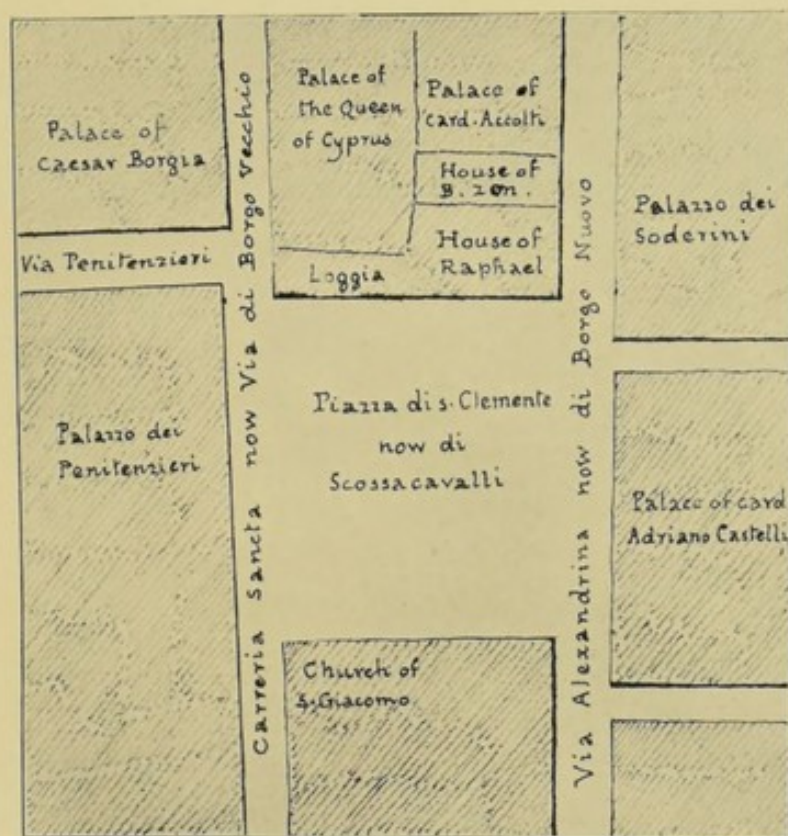 Palace of
Caesar Borgia
Via Penitenzieri
Palazzo dei
Penitenzieri
Carreria Sancta now Via di Borgo Vecchio
Palace of
the Queen
of Cyprus
Palace of
Card. Accolti
House of
B. zon.
House of
Raphael
Loggia
Piazza di s. Clemente
now di
Scossacavalli
Church of
S. Giacomo
Via Alexandrina now di Borgo Nuovo
Palazzo dei
Soderini
Palace of card
Adriano Castelli